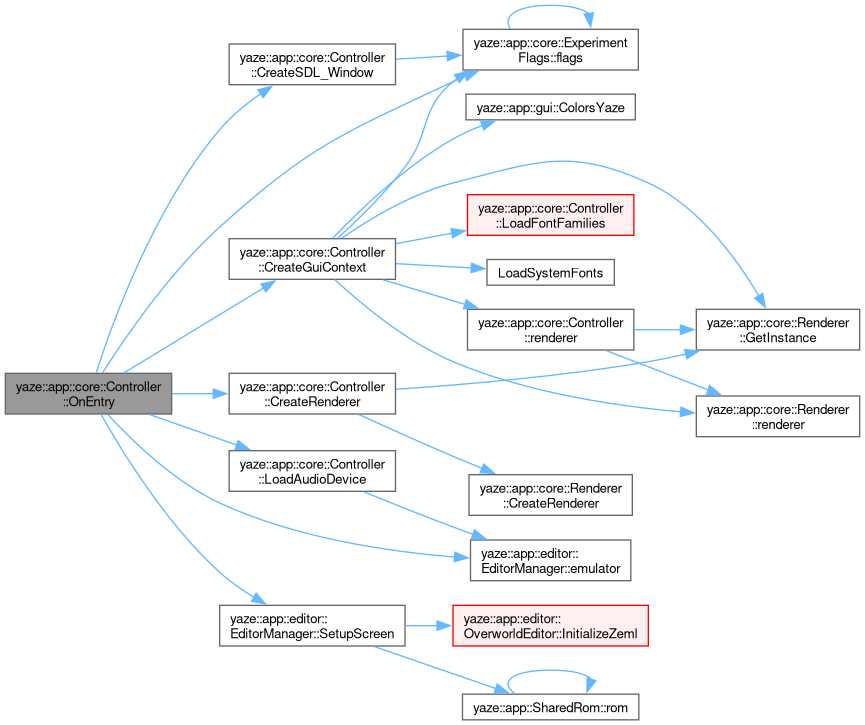 yaze::app::core::Controller
::OnEntry
yaze::app::core::Controller
::CreateSDL_Window
yaze::app::core::Experiment
Flags::flags
yaze::app::gui::ColorsYaze
yaze::app::core::Controller
::LoadFontFamilies
yaze::app::core::Controller
::CreateGuiContext
LoadSystemFonts
yaze::app::core::Controller
::renderer
yaze::app::core::Renderer
::GetInstance
yaze::app::core::Renderer
::renderer
yaze::app::core::Controller
::CreateRenderer
yaze::app::core::Controller
::LoadAudioDevice
yaze::app::core::Renderer
::CreateRenderer
yaze::app::editor::
EditorManager::emulator
yaze::app::editor::
EditorManager::SetupScreen
yaze::app::editor::
OverworldEditor::InitializeZeml
yaze::app::SharedRom::rom